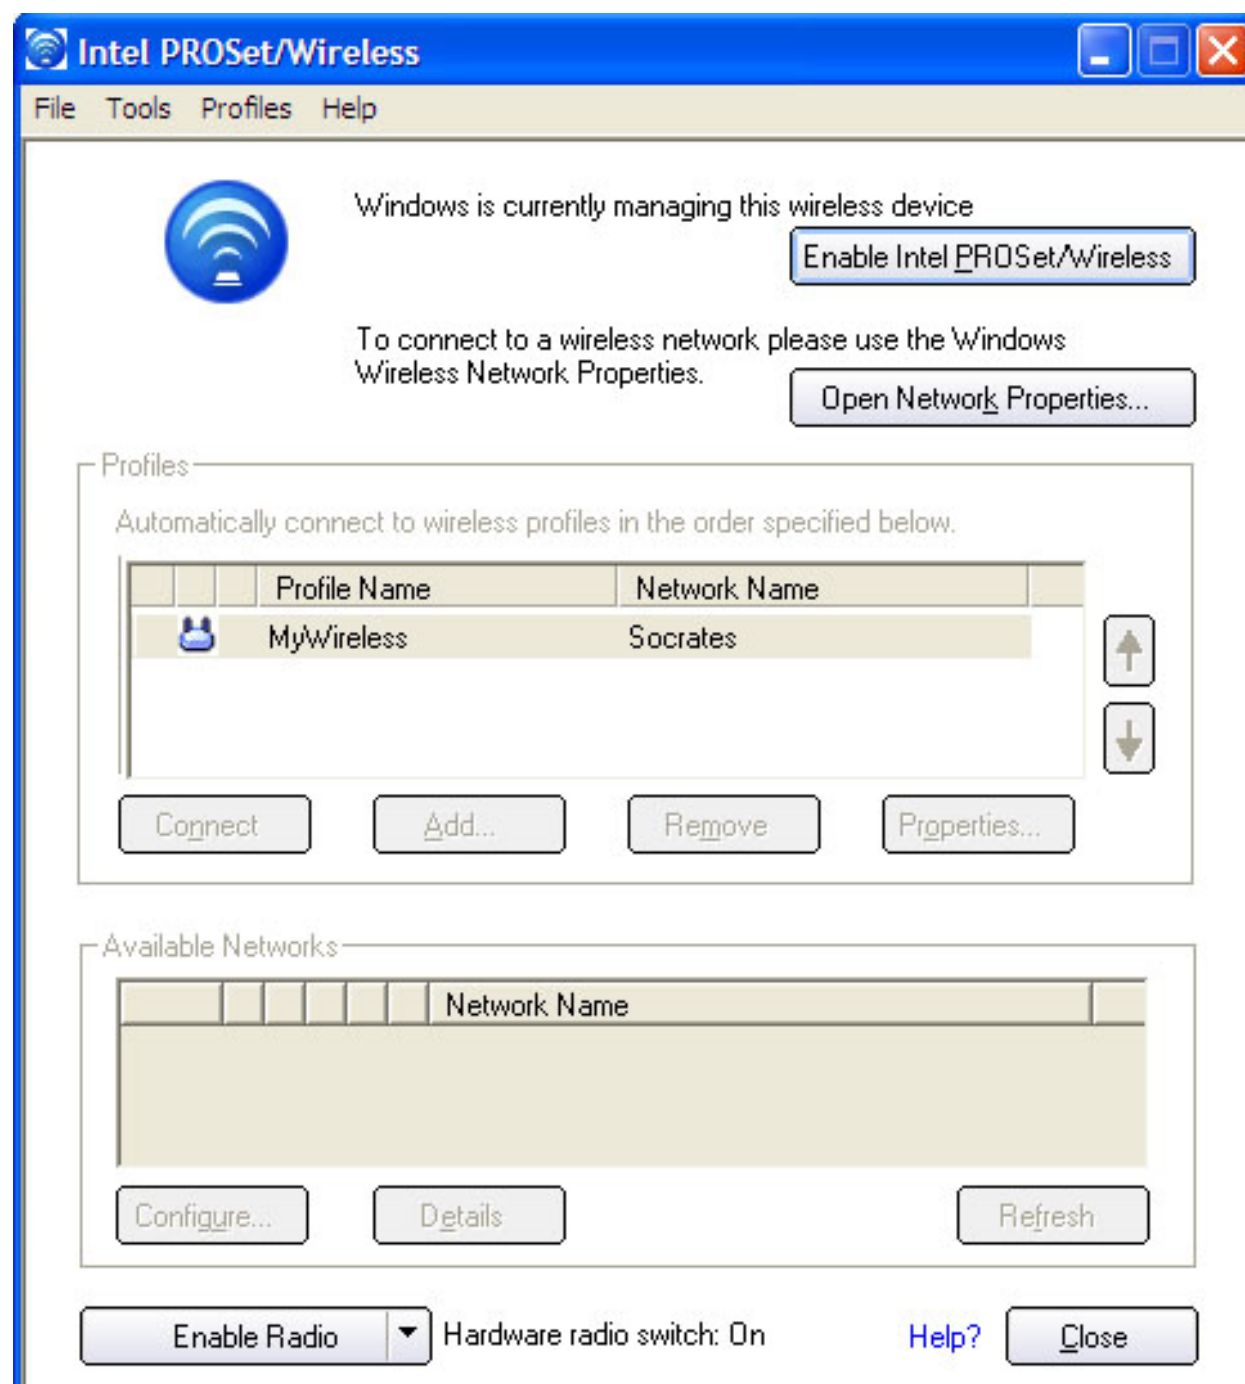 Intel PROSet/Wireless
File Tools Profiles Help
Windows is currently managing this wireless device
Enable Intel PROSet/Wireless
To connect to a wireless network please use the Windows
Wireless Network Properties.
Open Network Properties...
Profiles
Automatically connect to wireless profiles in the order specified below.
Profile Name Network Name
MyWireless Socrates
Connect Add... Remove Properties...
Available Networks
Network Name
Configure... Details Refresh
Enable Radio Hardware radio switch: On Help? Close